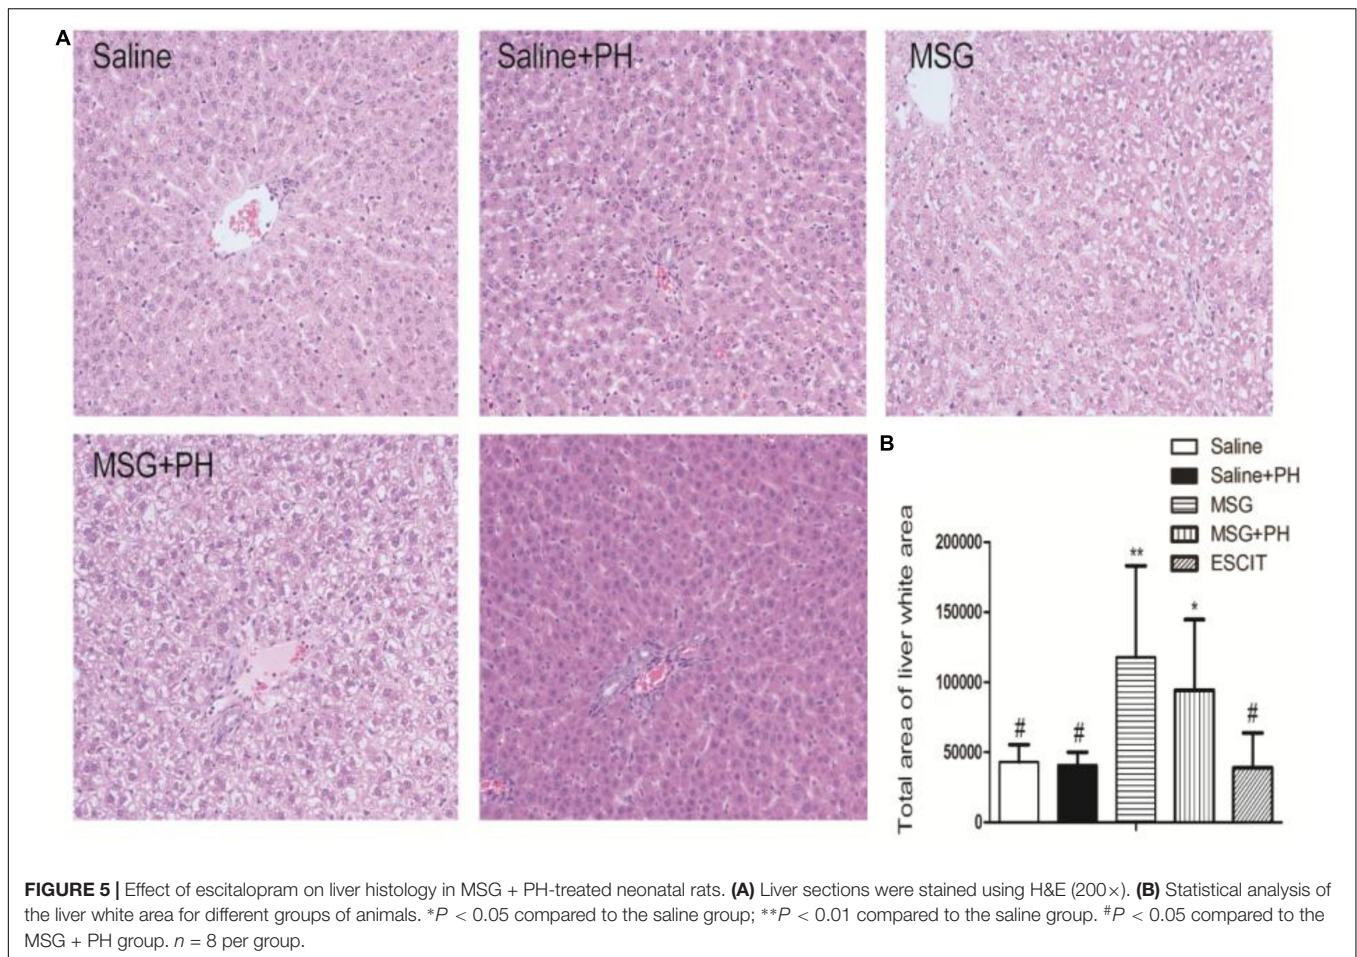 A
Saline
Saline+PH
MSG
MSG+PH
B
Saline
Saline+PH
MSG
MSG+PH
ESCIT
Total area of liver white area
200000
150000
100000
50000
0
#
#
**
*
#
FIGURE 5 | Effect of escitalopram on liver histology in MSG + PH-treated neonatal rats. (A) Liver sections were stained using H&E (200×). (B) Statistical analysis of
the liver white area for different groups of animals. *P < 0.05 compared to the saline group; **P < 0.01 compared to the saline group. #P < 0.05 compared to the
MSG + PH group. n = 8 per group.